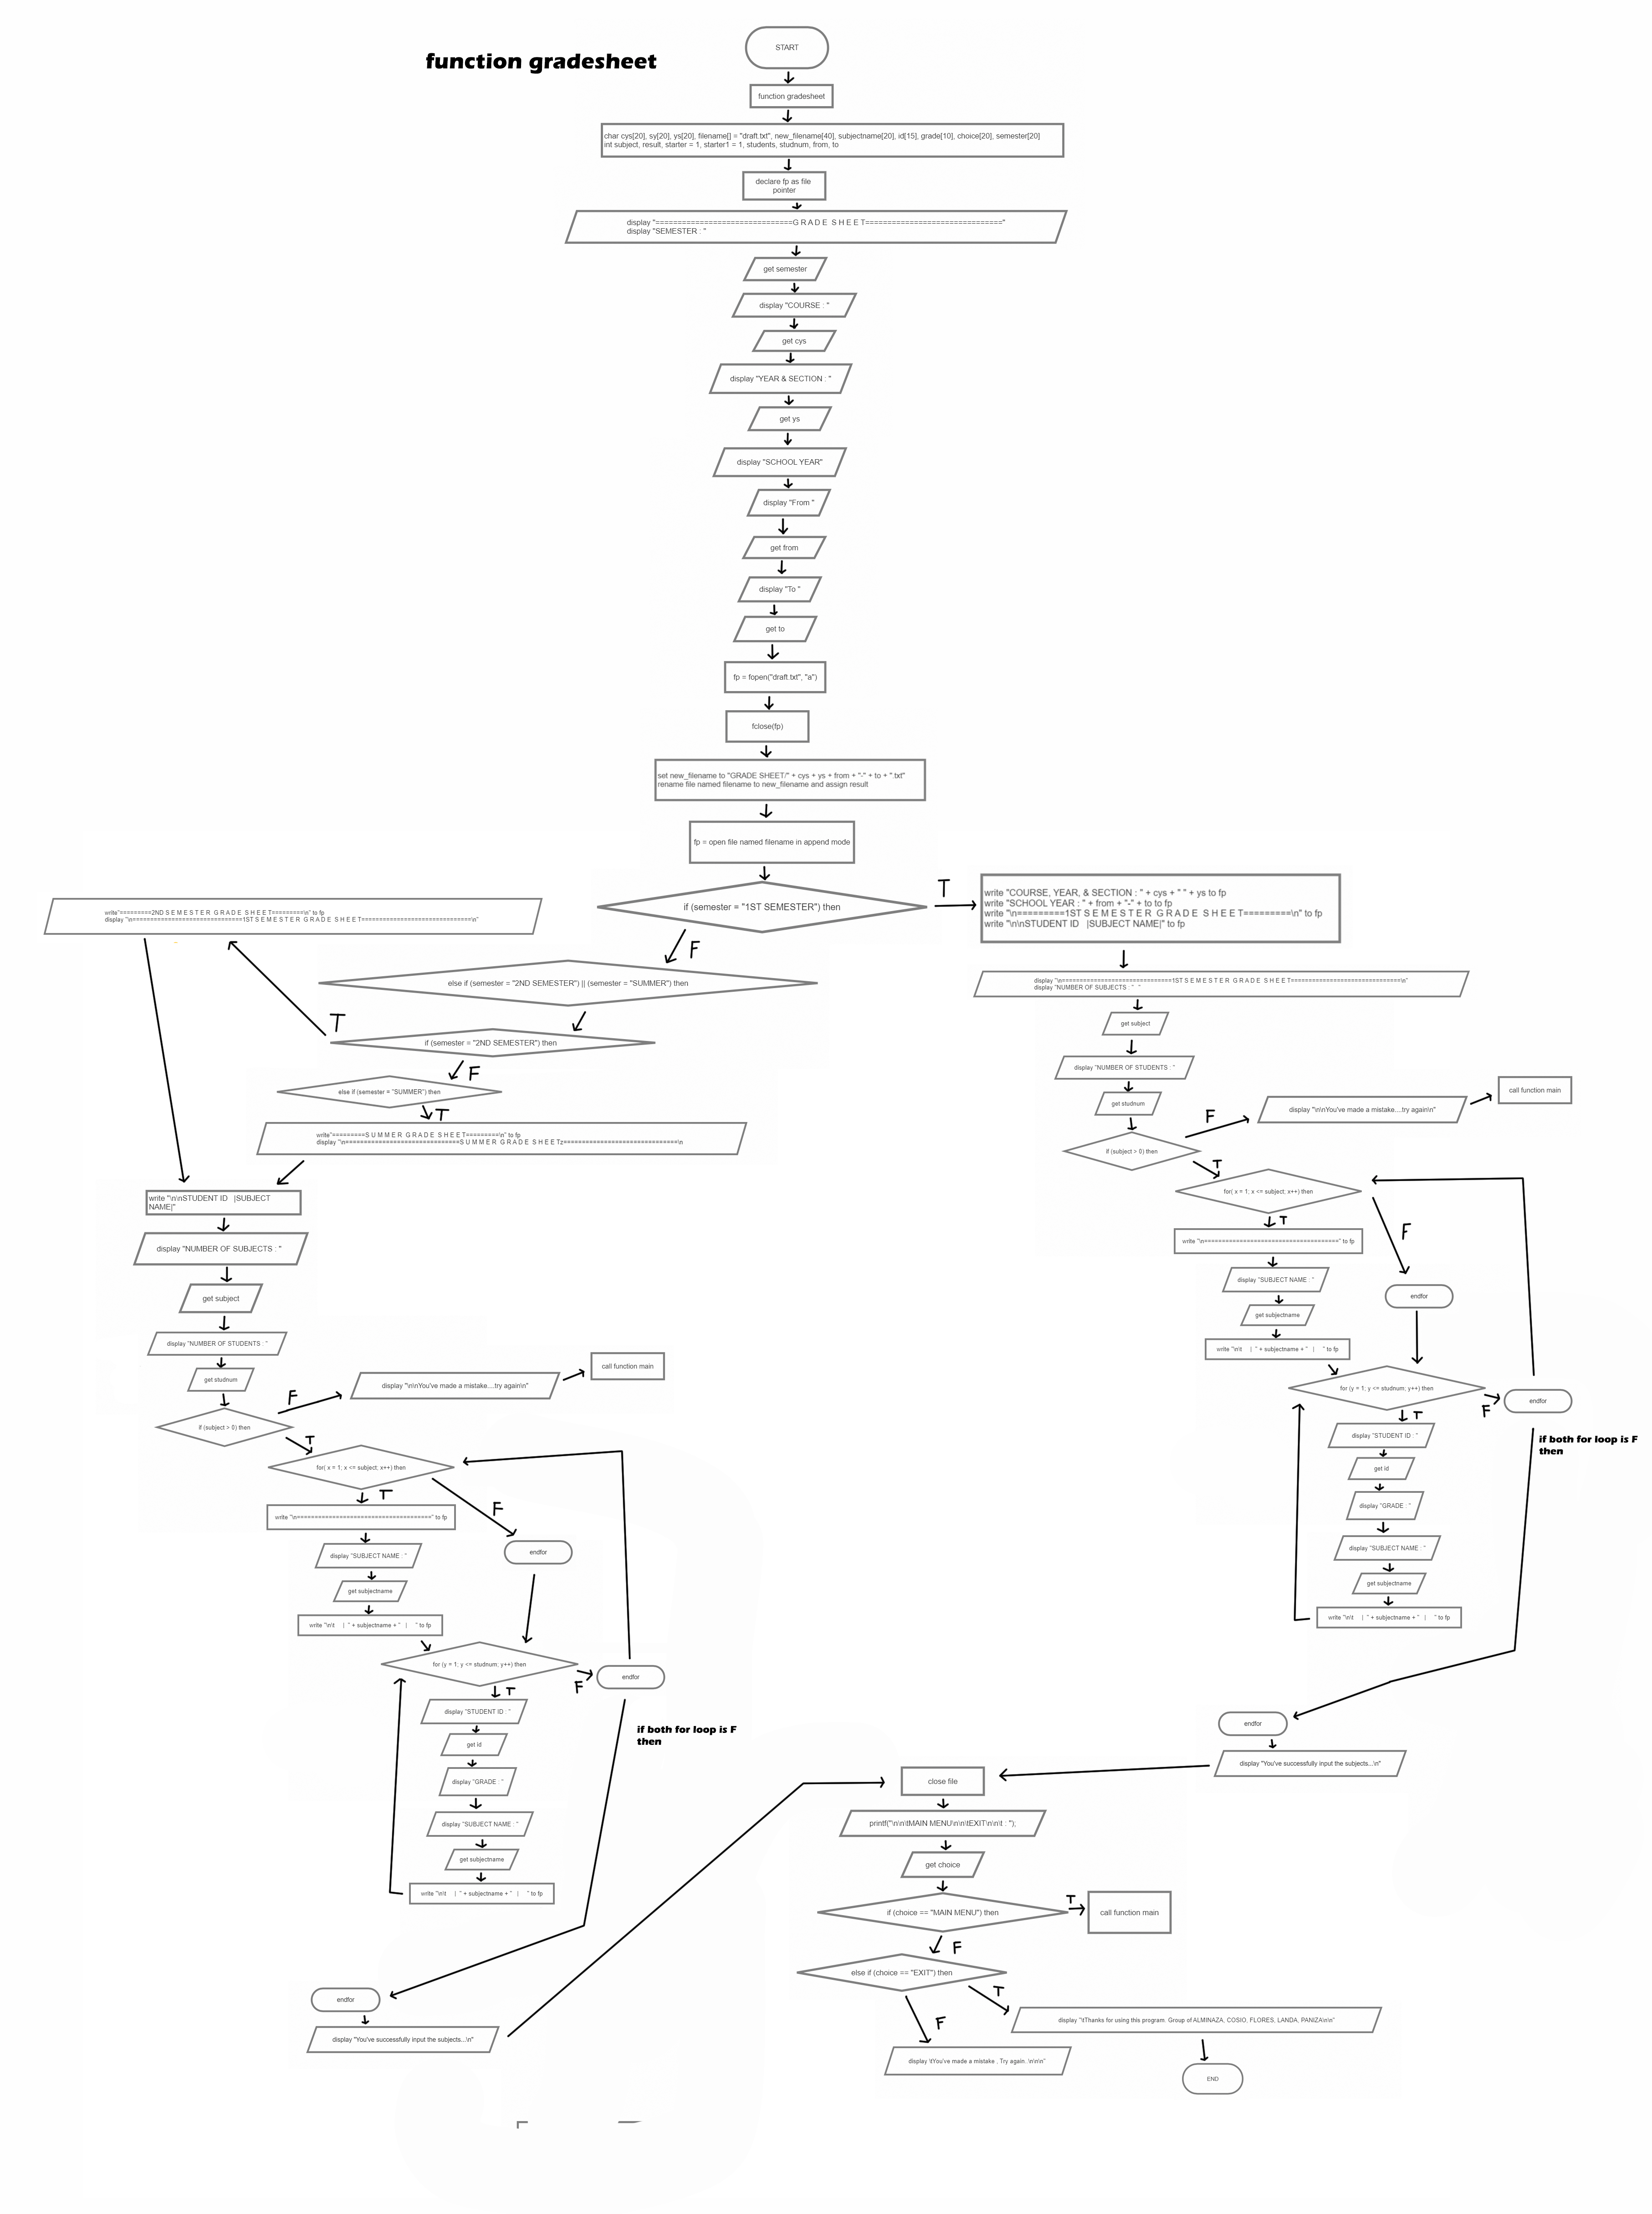 function gradesheet
START
function gradesheet
char cys[20], sy[20], ys[20], filename[] = "draft.txt", new_filename[40], subjectname[20], id[15], grade[10], choice[20], semester[20]
int subject, result, starter = 1, starter1 = 1, students, studnum, from, to
declare fp as file
pointer
display "===============================G R A D E  S H E E T==============================="
display "SEMESTER : "
get semester
display "COURSE : "
get cys
display "YEAR & SECTION : "
get ys
display "SCHOOL YEAR"
display "From "
get from
display "To "
get to
fp = fopen("draft.txt", "a")
fclose(fp)
set new_filename to "GRADE SHEET/" + cys + ys + from + "-" + to + ".txt"
rename file named filename to new_filename and assign result
fp = open file named filename in append mode
if (semester = "1ST SEMESTER) then
T
F
write "COURSE, YEAR, & SECTION : " + cys + " " + ys to fp
write "SCHOOL YEAR : " + from + "-" + to to fp
write "\n=========1ST S E M E S T E R  G R A D E  S H E E T=========\n" to fp
write "\n\nSTUDENT ID   |SUBJECT NAME|" to fp
write"=========2ND S E M E S T E R  G R A D E  S H E E T=========\n" to fp
display "\n===============================1ST S E M E S T E R  G R A D E  S H E E T===============================\n"
else if (semester = "2ND SEMESTER") || (semester = "SUMMER") then
if (semester = "2ND SEMESTER") then
T
F
else if (semester = "SUMMER") then
T
write"=========S U M M E R  G R A D E  S H E E T=========\n" to fp
display "\n===============================S U M M E R  G R A D E  S H E E Tz===============================\n
write "\n\nSTUDENT ID   |SUBJECT
NAME|"
display "NUMBER OF SUBJECTS : "
get subject
display "NUMBER OF STUDENTS : "
get studnum
if (subject > 0) then
F
display "\n\nYou've made a mistake....try again\n"
call function main
T
for( x = 1; x <= subject; x++) then
T
F
write "\n======================================" to fp
display "SUBJECT NAME : "
get subjectname
write "\n\t     |  " + subjectname + "   |     " to fp
endfor
for (y = 1; y <= studnum; y++) then
F
endfor
T
display "STUDENT ID : "
get id
display "GRADE : "
display "SUBJECT NAME : "
get subjectname
write "\n\t     |  " + subjectname + "   |     " to fp
if both for loop is F
then
endfor
display "You've successfully input the subjects...\n"
display "\n===============================1ST S E M E S T E R  G R A D E  S H E E T===============================\n"
display "NUMBER OF SUBJECTS : "   "
get subject
display "NUMBER OF STUDENTS : "
get studnum
if (subject > 0) then
F
display "\n\nYou've made a mistake....try again\n"
call function main
T
for( x = 1; x <= subject; x++) then
T
F
write "\n======================================" to fp
display "SUBJECT NAME : "
get subjectname
write "\n\t     |  " + subjectname + "   |     " to fp
endfor
for (y = 1; y <= studnum; y++) then
F
endfor
T
display "STUDENT ID : "
get id
display "GRADE : "
display "SUBJECT NAME : "
get subjectname
write "\n\t     |  " + subjectname + "   |     " to fp
if both for loop is F
then
endfor
display "You've successfully input the subjects...\n"
close file
printf("\n\n\tMAIN MENU\n\n\tEXIT\n\n\t : ");
get choice
if (choice == "MAIN MENU") then
T
call function main
F
else if (choice == "EXIT") then
T
F
display "\tThanks for using this program. Group of ALMINAZA, COSIO, FLORES, LANDA, PANIZA\n\n"
display \tYou've made a mistake , Try again. \n\n\n"
END